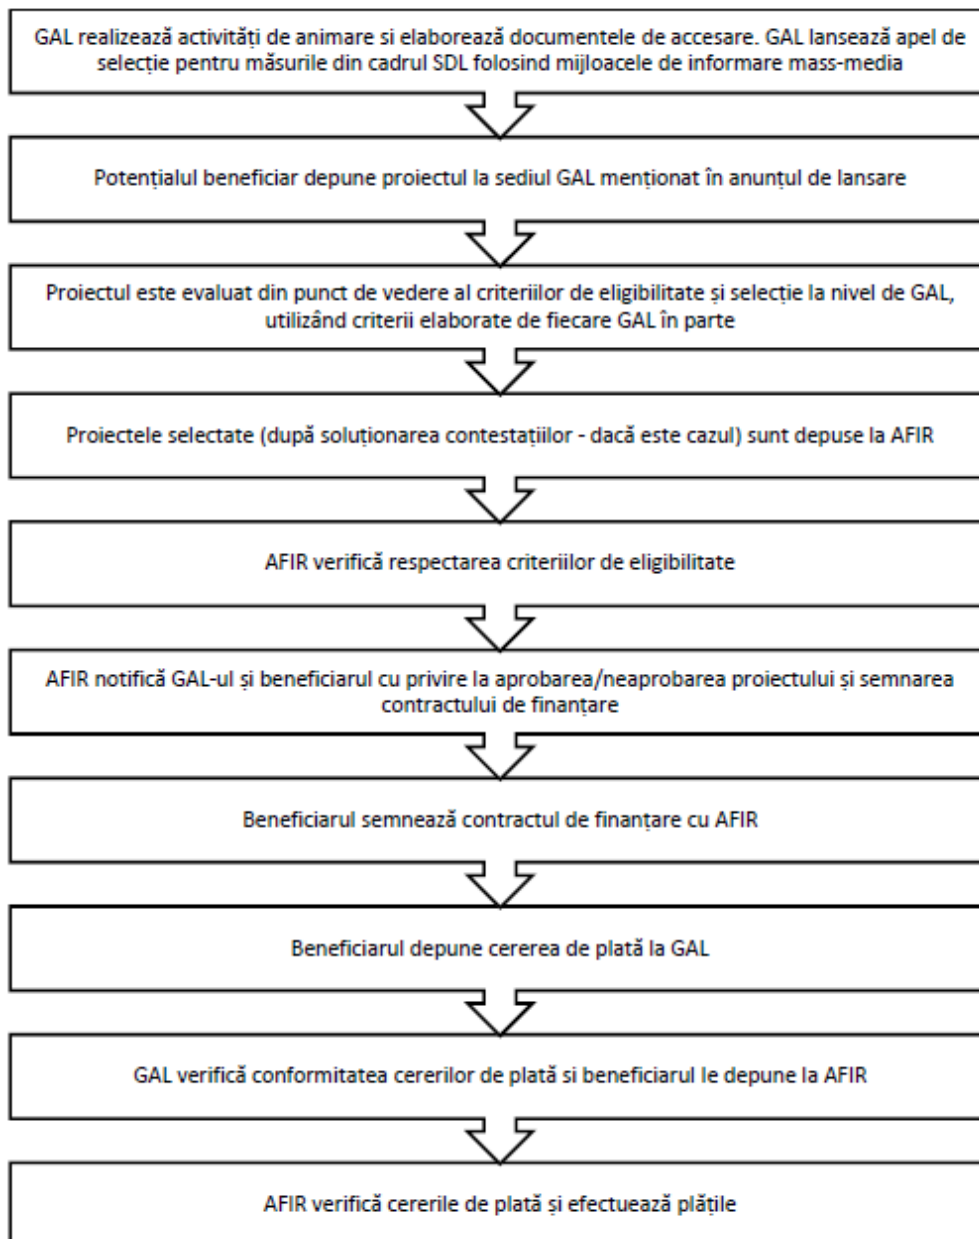 GAL realizează activități de animare si elaborează documentele de accesare. GAL lansează apel de
selecție pentru măsurile din cadrul SDL folosind mijloacele de informare mass-media
Potențialul beneficiar depune proiectul la sediul GAL menționat în anunțul de lansare
Proiectul este evaluat din punct de vedere al criteriilor de eligibilitate și selecție la nivel de GAL,
utilizând criterii elaborate de fiecare GAL în parte
Proiectele selectate (după soluționarea contestațiilor - dacă este cazul) sunt depuse la AFIR
AFIR verifică respectarea criteriilor de eligibilitate
AFIR notifică GAL-ul și beneficiarul cu privire la aprobarea/neaprobarea proiectului și semnarea
contractului de finanțare
Beneficiarul semnează contractul de finanțare cu AFIR
Beneficiarul depune cererea de plată la GAL
GAL verifică conformitatea cererilor de plată si beneficiarul le depune la AFIR
AFIR verifică cererile de plată și efectuează plățile